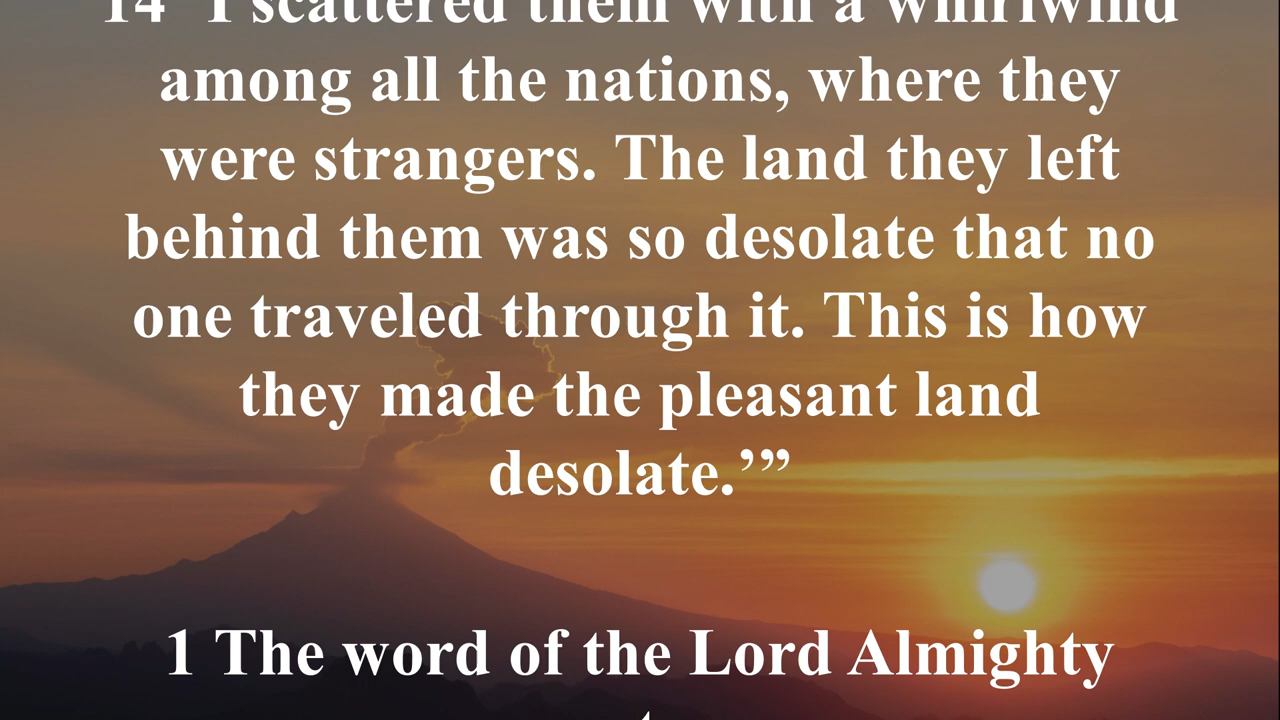 14 ‘I scattered them with a whirlwind
among all the nations, where they
were strangers. The land they left
behind them was so desolate that no
one traveled through it. This is how
they made the pleasant land
desolate.’”
1 The word of the Lord Almighty